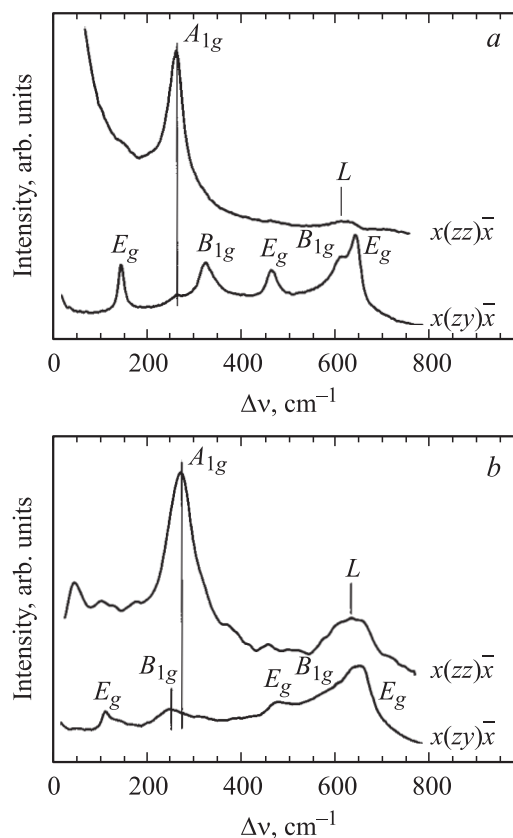 A1g a
L
x(zz)x̄
Eg B1g Eg B1g Eg
x(zy)x̄
Intensity, arb. units
0 200 400 600 800
Δν, cm−1
A1g b
L
x(zz)x̄
Eg B1g Eg B1g Eg
x(zy)x̄
Intensity, arb. units
0 200 400 600 800
Δν, cm−1